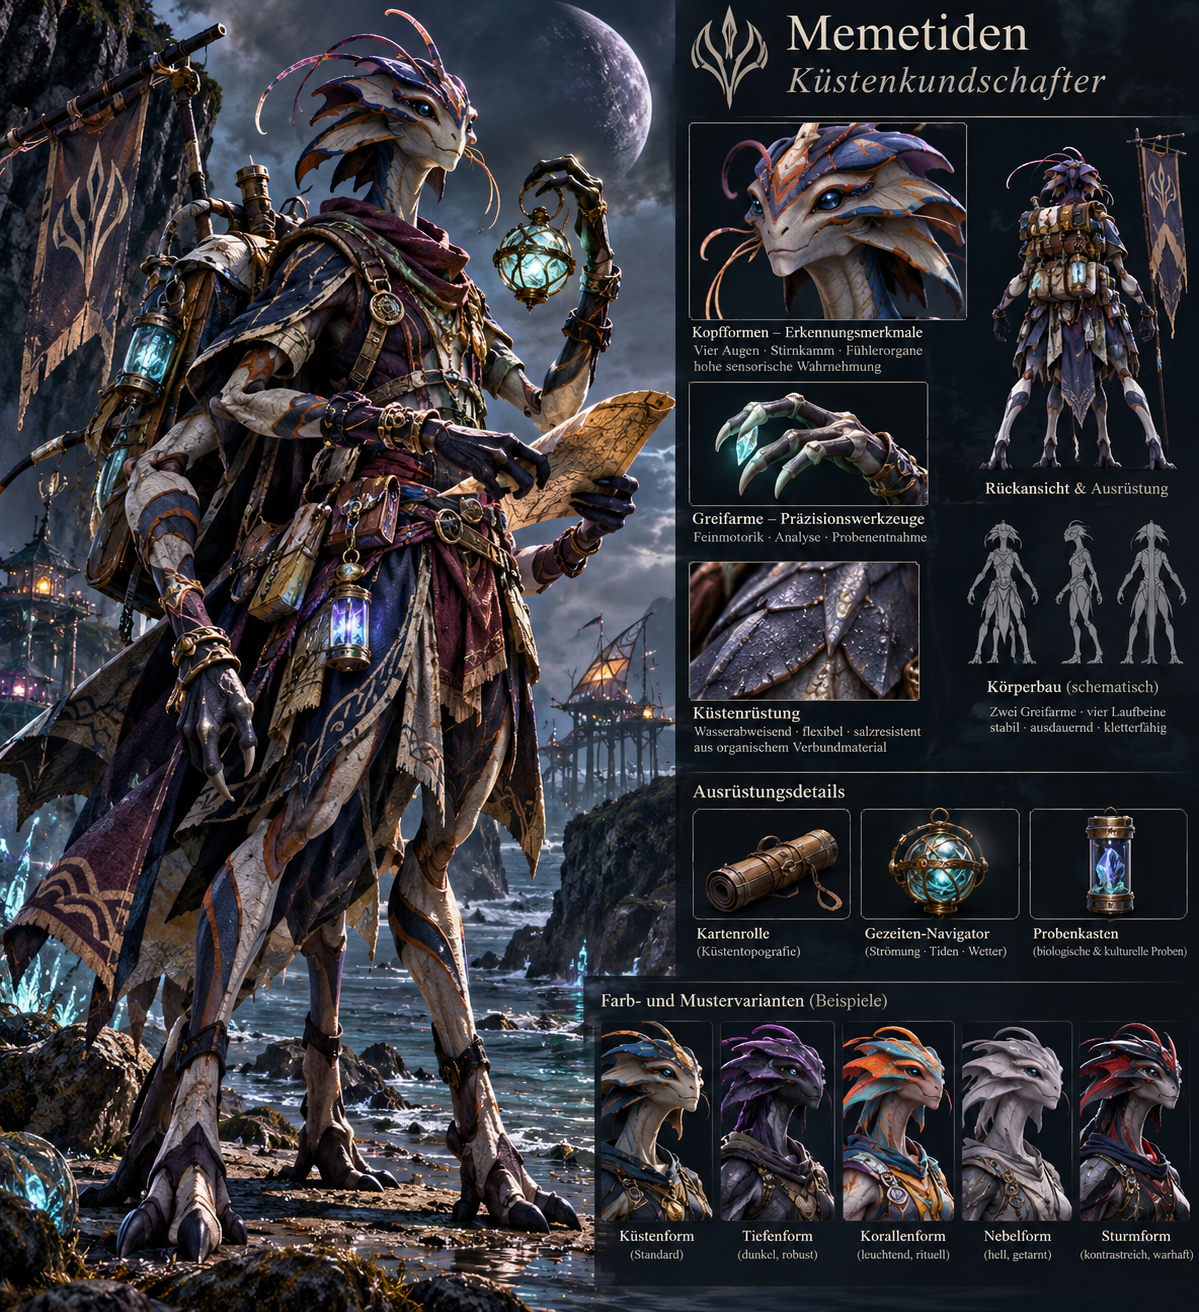 Memetiden
Küstenkundschafter
Kopfformen – Erkennungsmerkmale
Vier Augen · Stirnkamm · Fühlerorgane
hohe sensorische Wahrnehmung
Rückansicht & Ausrüstung
Greifarme – Präzisionswerkzeuge
Feinmotorik · Analyse · Probenentnahme
Körperbau (schematisch)
Zwei Greifarme · vier Laufbeine
stabil · ausdauernd · kletterfähig
Küstenrüstung
Wasserabweisend · flexibel · salzresistent
aus organischem Verbundmaterial
Ausrüstungsdetails
Kartenrolle
(Küstentopografie)
Gezeiten-Navigator
(Strömung · Tiden · Wetter)
Probenkasten
(biologische & kulturelle Proben)
Farb- und Mustervarianten (Beispiele)
Küstenform
(Standard)
Tiefenform
(dunkel, robust)
Korallenform
(leuchtend, rituell)
Nebelform
(hell, getarnt)
Sturmform
(kontrastreich, warhaft)